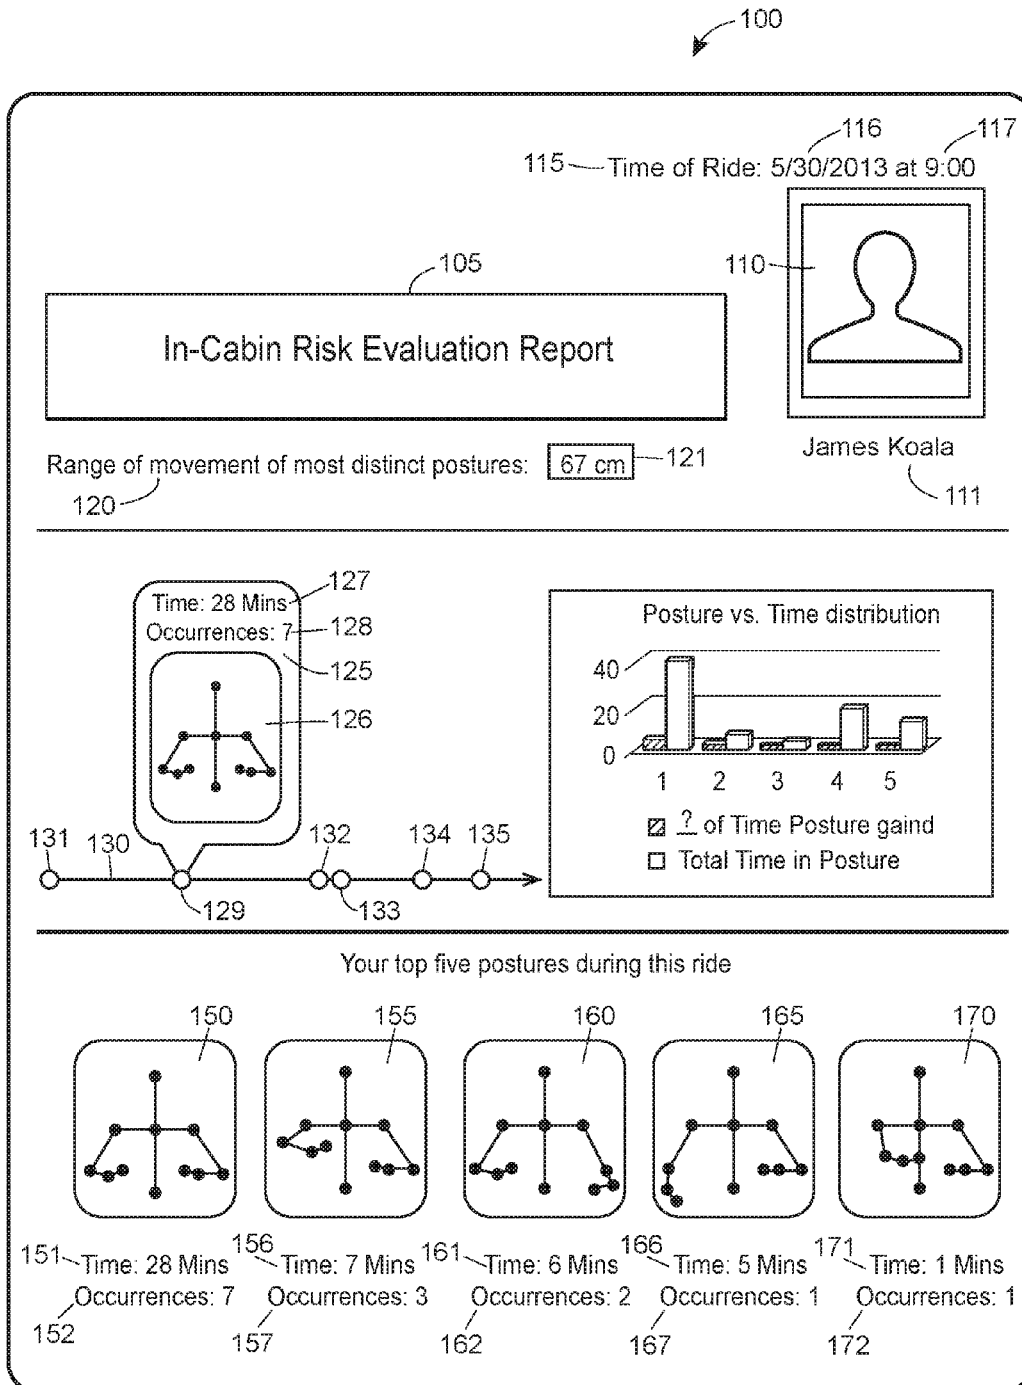 100
116
117
115 Time of Ride: 5/30/2013 at 9:00
105
110
In-Cabin Risk Evaluation Report
James Koala
111
Range of movement of most distinct postures: 67 cm 121
120
Time: 28 Mins 127
Occurrences: 7 128
125
126
131
130
129
132
133
134
135
Posture vs. Time distribution
40
20
0
1 2 3 4 5
? of Time Posture gaind
Total Time in Posture
Your top five postures during this ride
150 155 160 165 170
151 Time: 28 Mins
Occurrences: 7
152
156 Time: 7 Mins
Occurrences: 3
157
161 Time: 6 Mins
Occurrences: 2
162
166 Time: 5 Mins
Occurrences: 1
167
171 Time: 1 Mins
Occurrences: 1
172